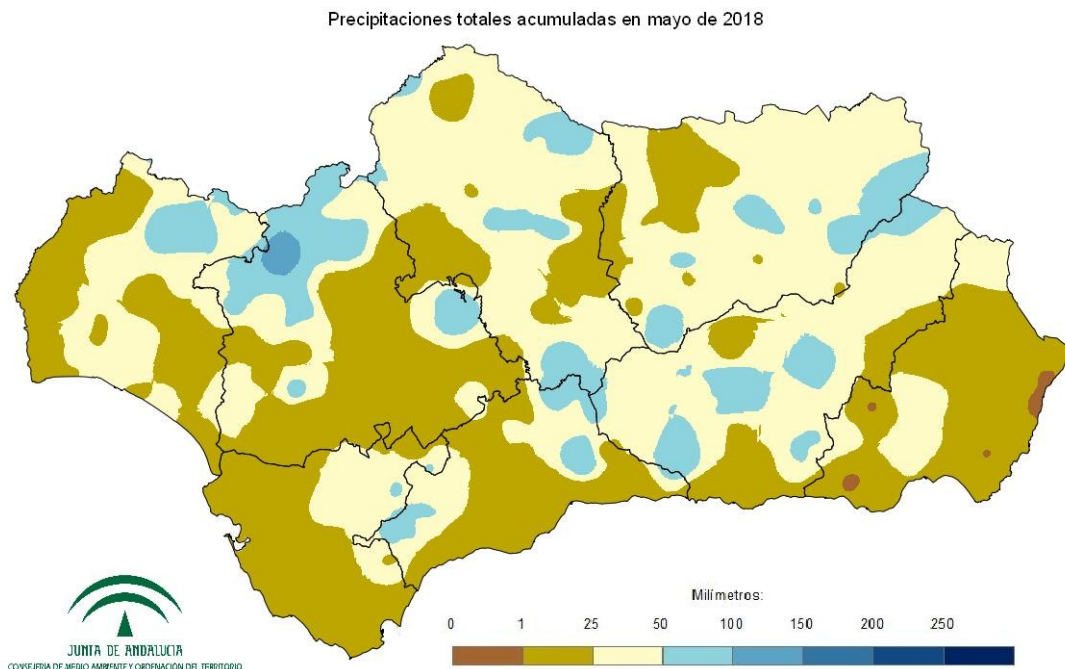 Precipitaciones totales acumuladas en mayo de 2018
Milímetros:
0 1 25 50 100 150 200 250
JUNTA DE ANDALUCIA
CONSEJERIA DE MEDIO AMBIENTE Y ORDENACIÓN DEL TERRITORIO